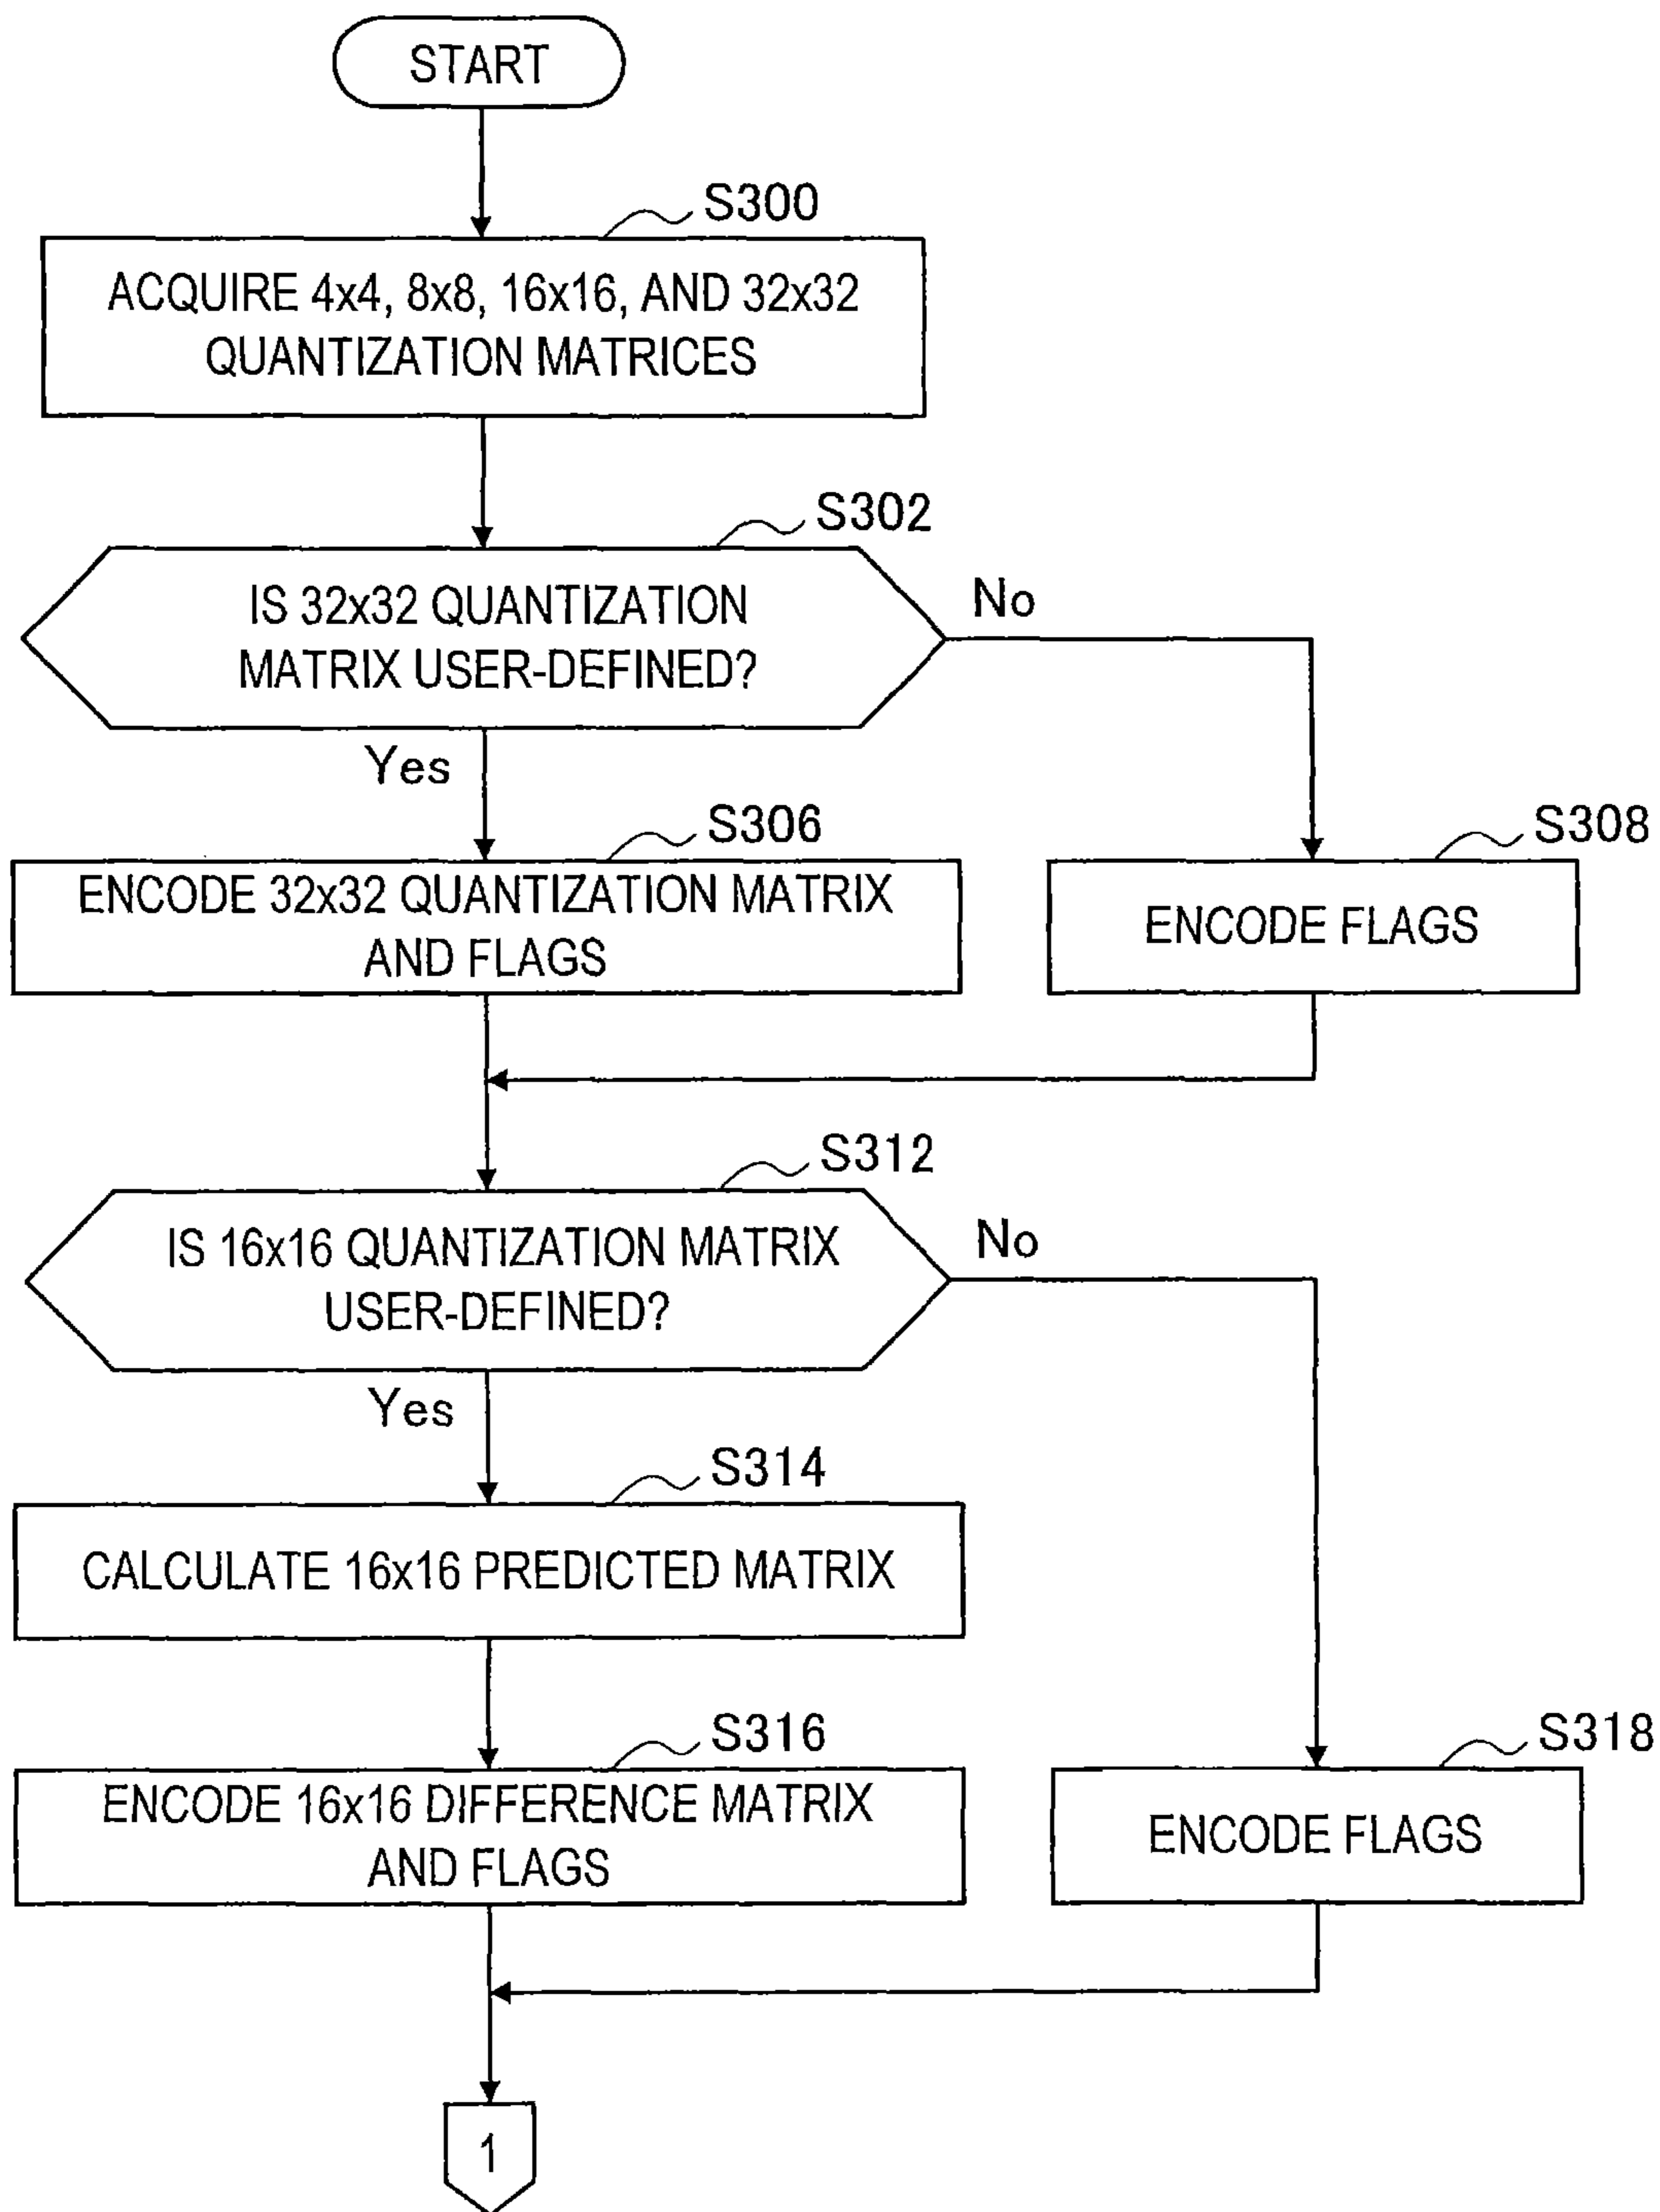 START
S300
ACQUIRE 4x4, 8x8, 16x16, AND 32x32
QUANTIZATION MATRICES
S302
IS 32x32 QUANTIZATION
MATRIX USER-DEFINED?
No
Yes
S306
S308
ENCODE 32x32 QUANTIZATION MATRIX
AND FLAGS
ENCODE FLAGS
S312
IS 16x16 QUANTIZATION MATRIX
USER-DEFINED?
No
Yes
S314
CALCULATE 16x16 PREDICTED MATRIX
S316
S318
ENCODE 16x16 DIFFERENCE MATRIX
AND FLAGS
ENCODE FLAGS
1